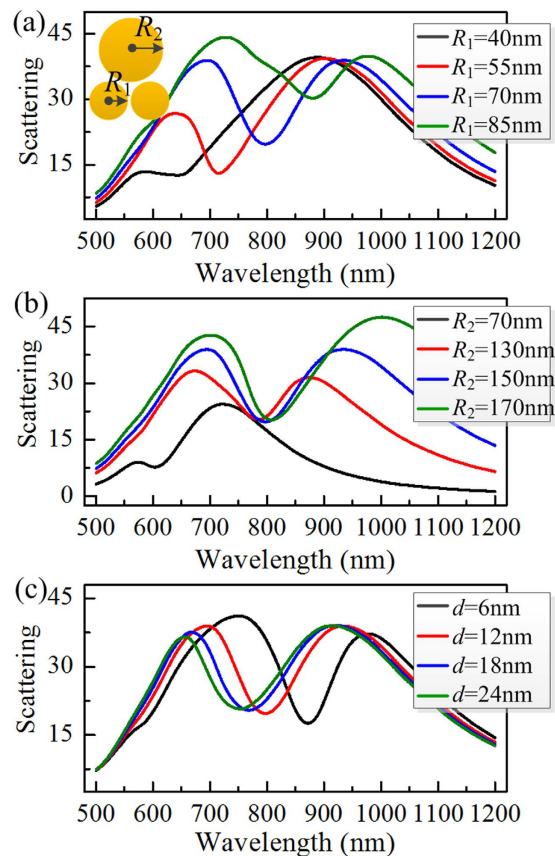 (a)
R2
R1
R1=40nm
R1=55nm
R1=70nm
R1=85nm
Scattering
45
30
15
500 600 700 800 900 1000 1100 1200
Wavelength (nm)
(b)
R2=70nm
R2=130nm
R2=150nm
R2=170nm
Scattering
45
30
15
0
500 600 700 800 900 1000 1100 1200
Wavelength (nm)
(c)
d=6nm
d=12nm
d=18nm
d=24nm
Scattering
45
30
15
500 600 700 800 900 1000 1100 1200
Wavelength (nm)